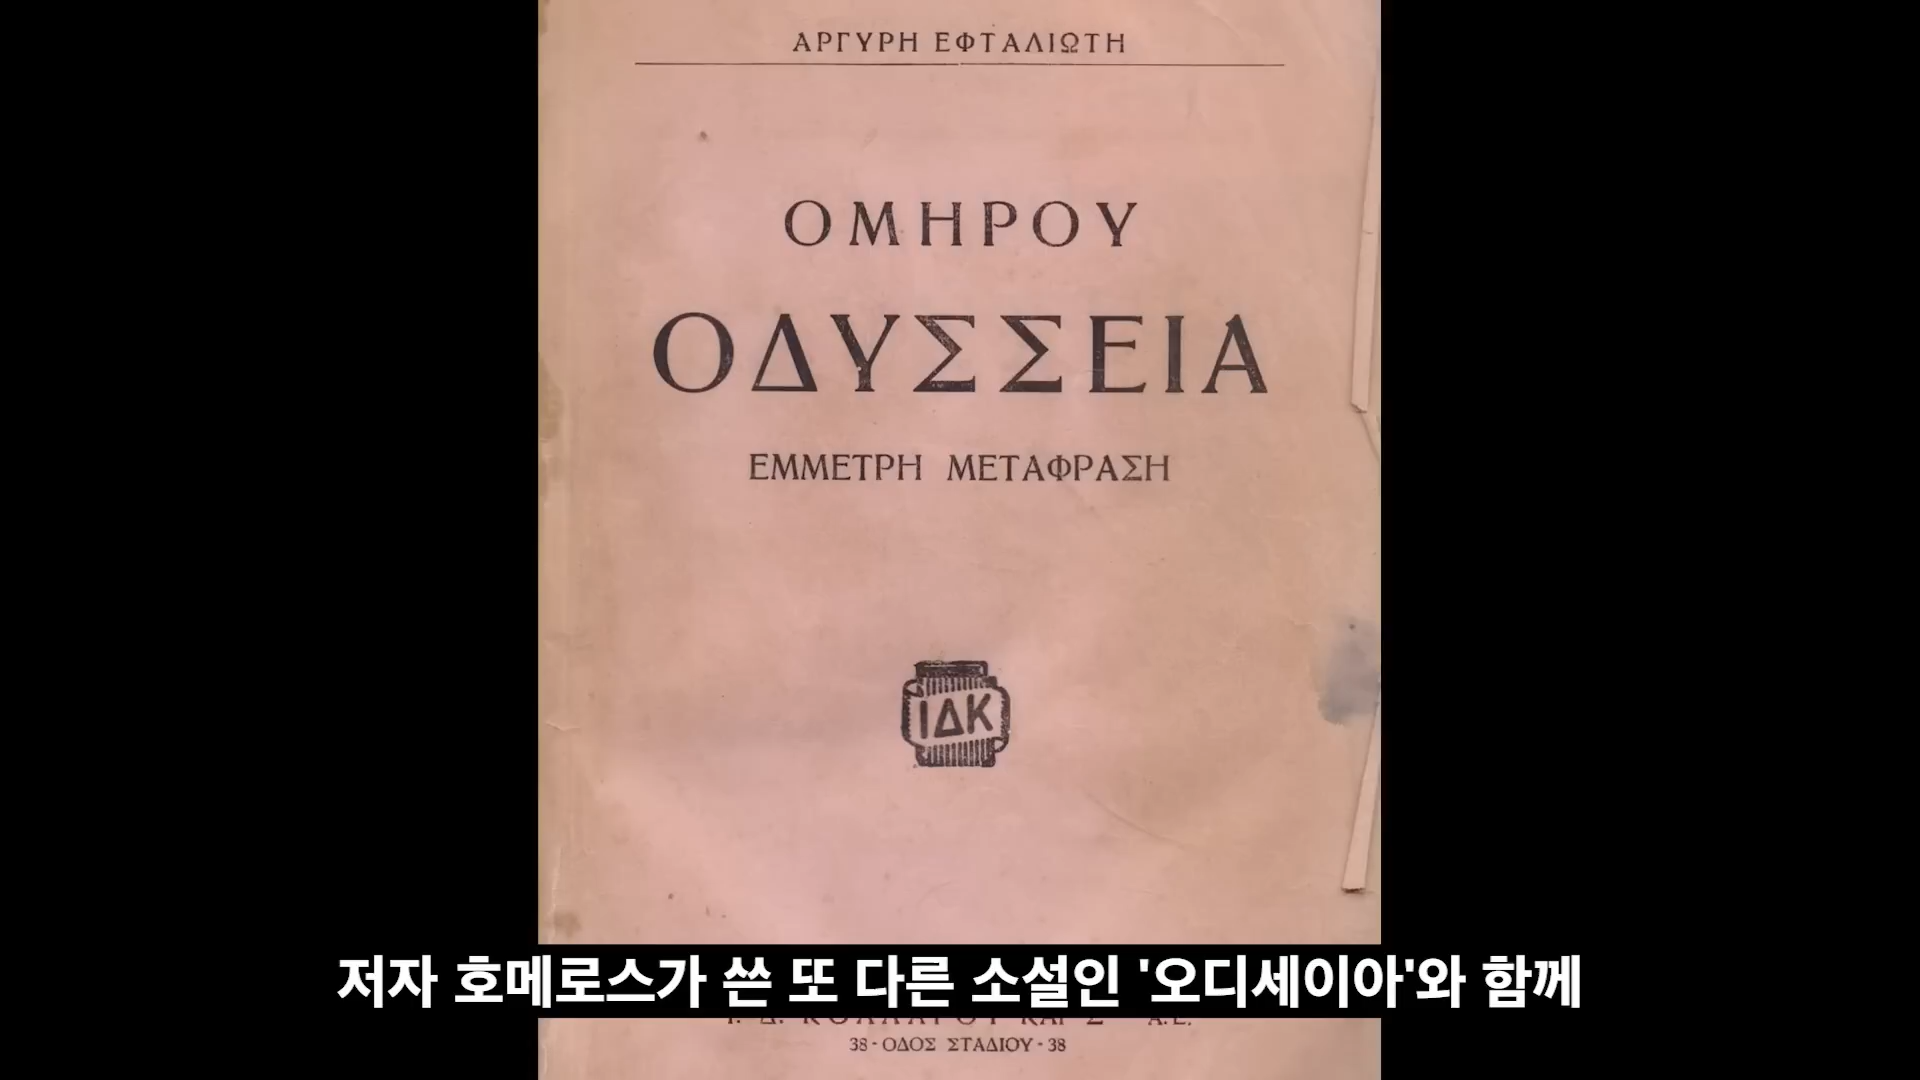 ΑΡΓΥΡΗ ΕΦΤΑΛΙΩΤΗ
ΟΜΗΡΟΥ
ΟΔΥΣΣΕΙΑ
ΕΜΜΕΤΡΗ ΜΕΤΑΦΡΑΣΗ
ΙΔΚ
저자 호메로스가 쓴 또 다른 소설인 '오디세이아'와 함께
38 - ΟΔΟΣ ΣΤΑΔΙΟΥ - 38